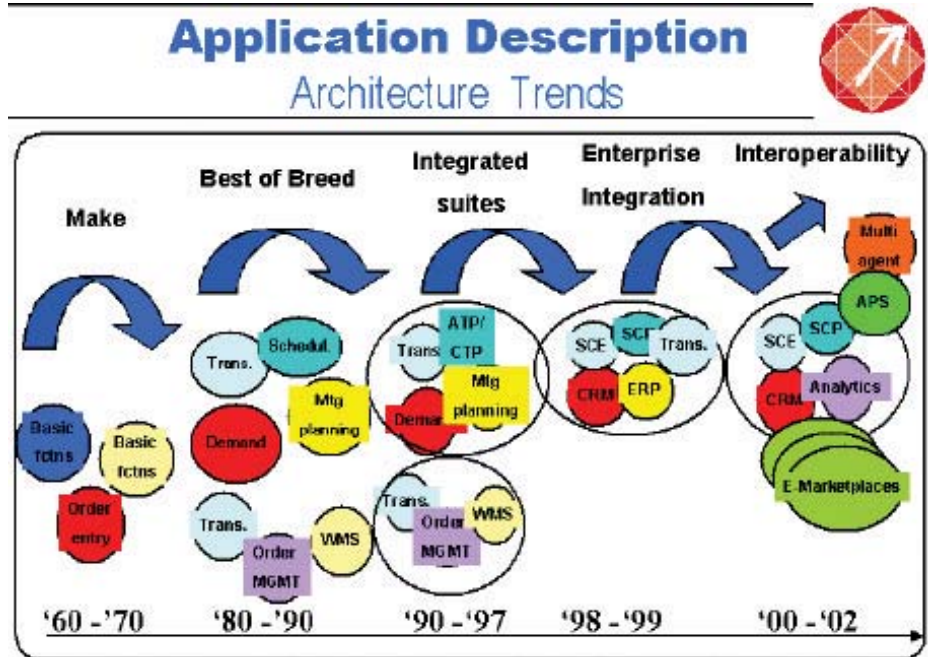 Application Description
Architecture Trends
Make
Best of Breed
Integrated
suites
Enterprise
Integration
Interoperability
Basic
fctns
Basic
fctns
Order
entry
Trans.
Schedul.
Mtg
planning
Demand
Trans.
Order
MGMT
WMS
Trans.
ATP/
CTP
Mtg
planning
Demand
Trans.
Order
MGMT
WMS
SCE
SCP
Trans.
CRM
ERP
Multi
agent
APS
SCE
SCP
CRM
Analytics
E-Marketplaces
‘60 -’70
‘80 -’90
‘90 -‘97
‘98 -‘99
‘00 -‘02